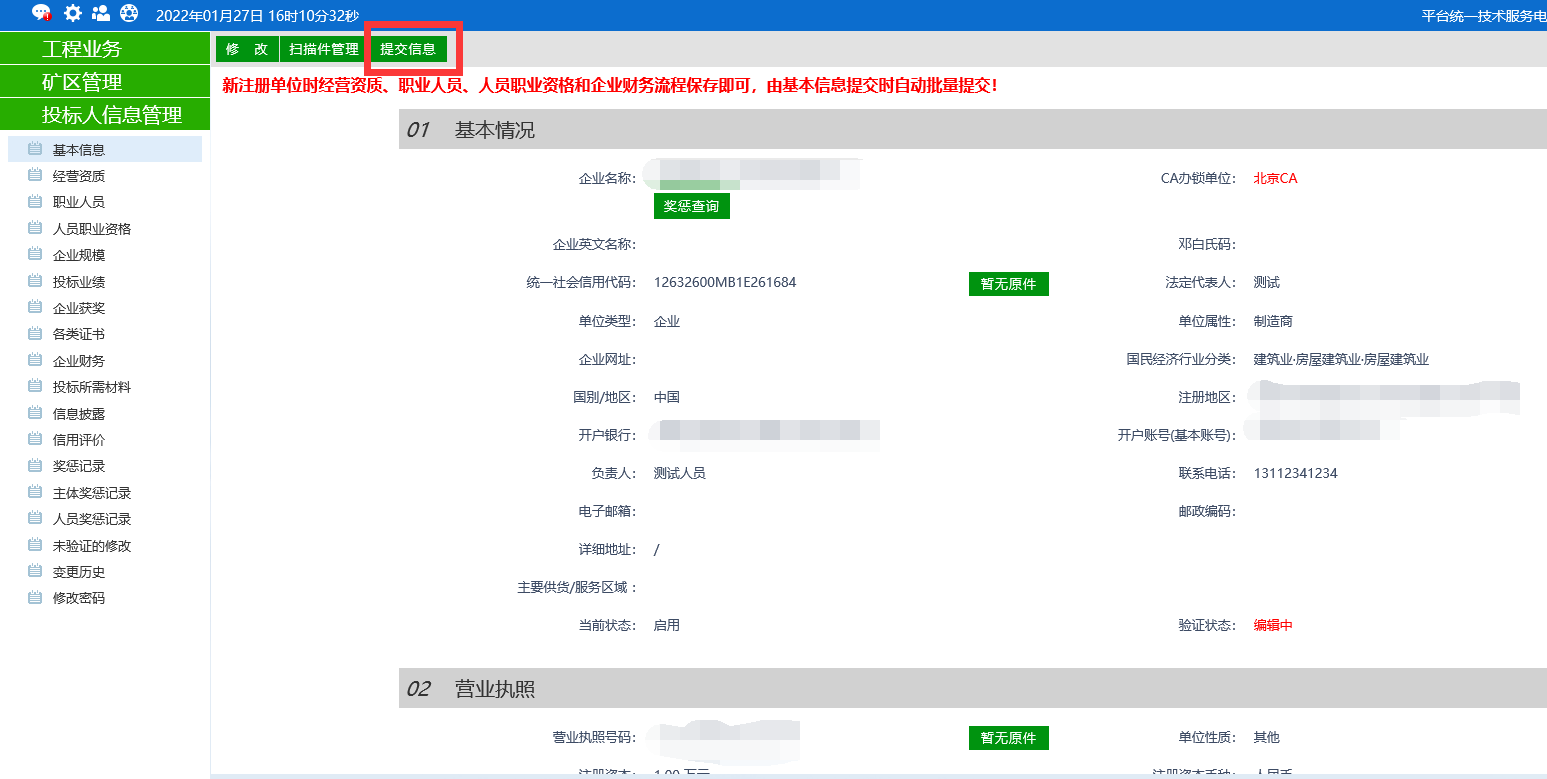 2022年01月27日 16时10分32秒
平台统一技术服务电
工程业务
矿区管理
投标人信息管理
基本信息
经营资质
职业人员
人员职业资格
企业规模
投标业绩
企业获奖
各类证书
企业财务
投标所需材料
信息披露
信用评价
奖惩记录
主体奖惩记录
人员奖惩记录
未验证的修改
变更历史
修改密码
修 改 扫描件管理 提交信息
新注册单位时经营资质、职业人员、人员职业资格和企业财务流程保存即可，由基本信息提交时自动批量提交！
01 基本情况
企业名称： CA办锁单位： 北京CA
奖惩查询
企业英文名称： 邓白氏码：
统一社会信用代码： 12632600MB1E261684 暂无原件 法定代表人： 测试
单位类型： 企业 单位属性： 制造商
企业网址： 国民经济行业分类： 建筑业·房屋建筑业·房屋建筑业
国别/地区： 中国 注册地区：
开户银行： 开户账号(基本账号)：
负责人： 测试人员 联系电话： 13112341234
电子邮箱： 邮政编码：
详细地址： /
主要供货/服务区域 ：
当前状态： 启用 验证状态： 编辑中
02 营业执照
营业执照号码： 暂无原件 单位性质： 其他